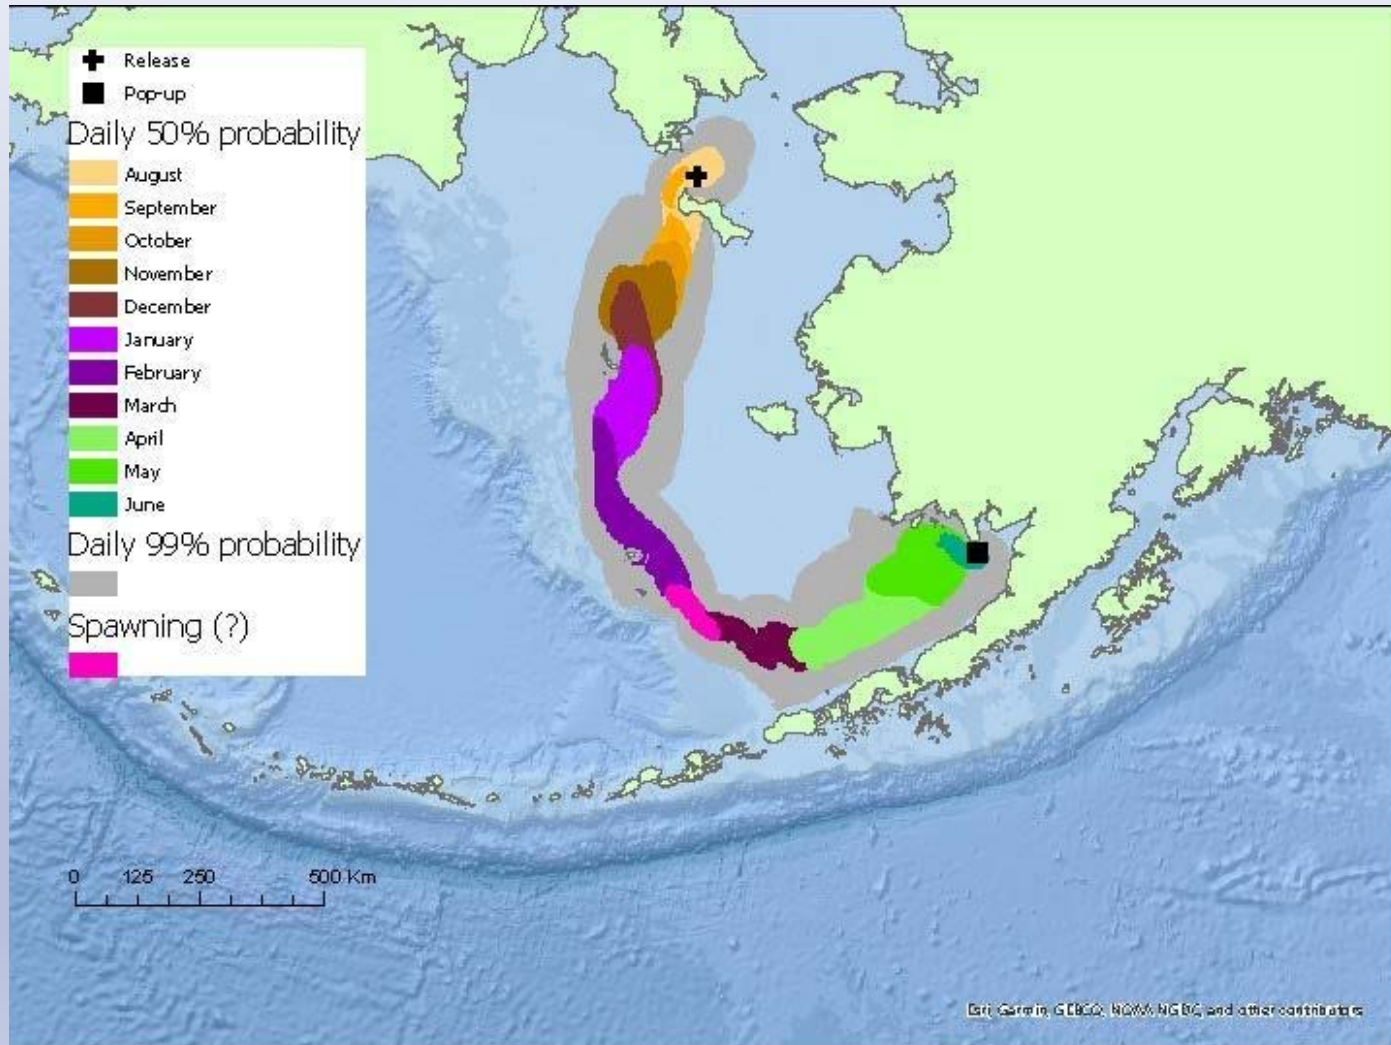 Release
Pop-up
Daily 50% probability
August
September
October
November
December
January
February
March
April
May
June
Daily 99% probability
Spawning (?)
0 125 250 500 Km
Esri, Garmin, GEBCO, NOAA NGDC, and other contributors